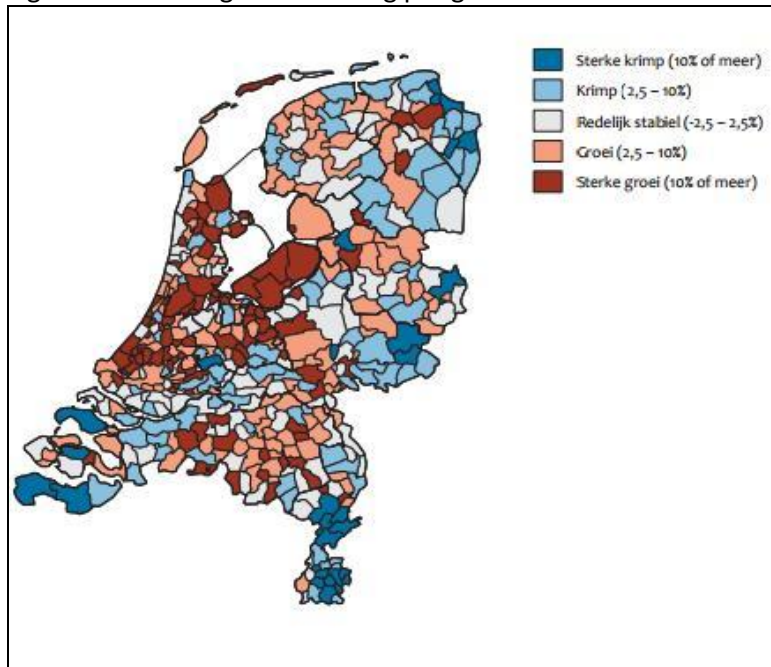 Sterke krimp (10% of meer)
Krimp (2,5 – 10%)
Redelijk stabiel (-2,5 – 2,5%)
Groei (2,5 – 10%)
Sterke groei (10% of meer)